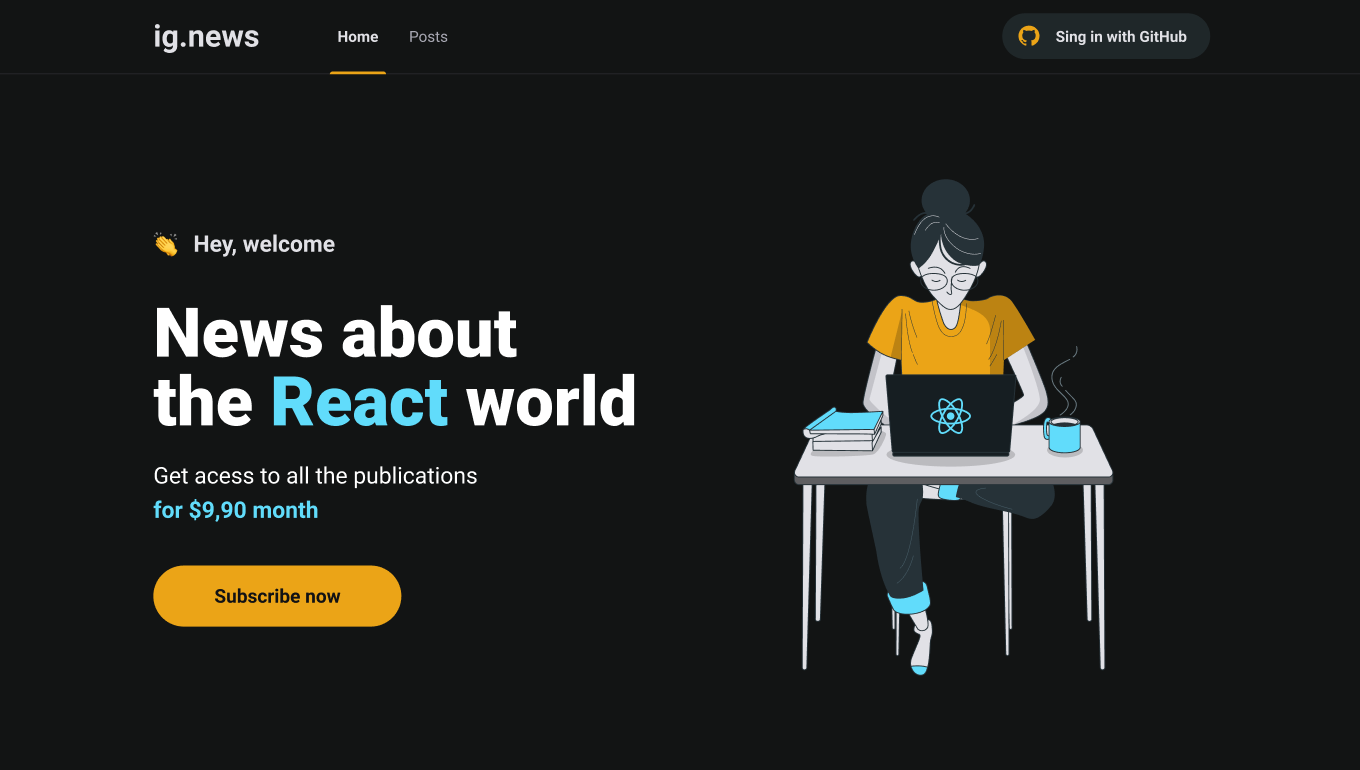 ig.news
Home
Posts
Sing in with GitHub
👏 Hey, welcome
News about
the React world
Get acess to all the publications
for $9,90 month
Subscribe now